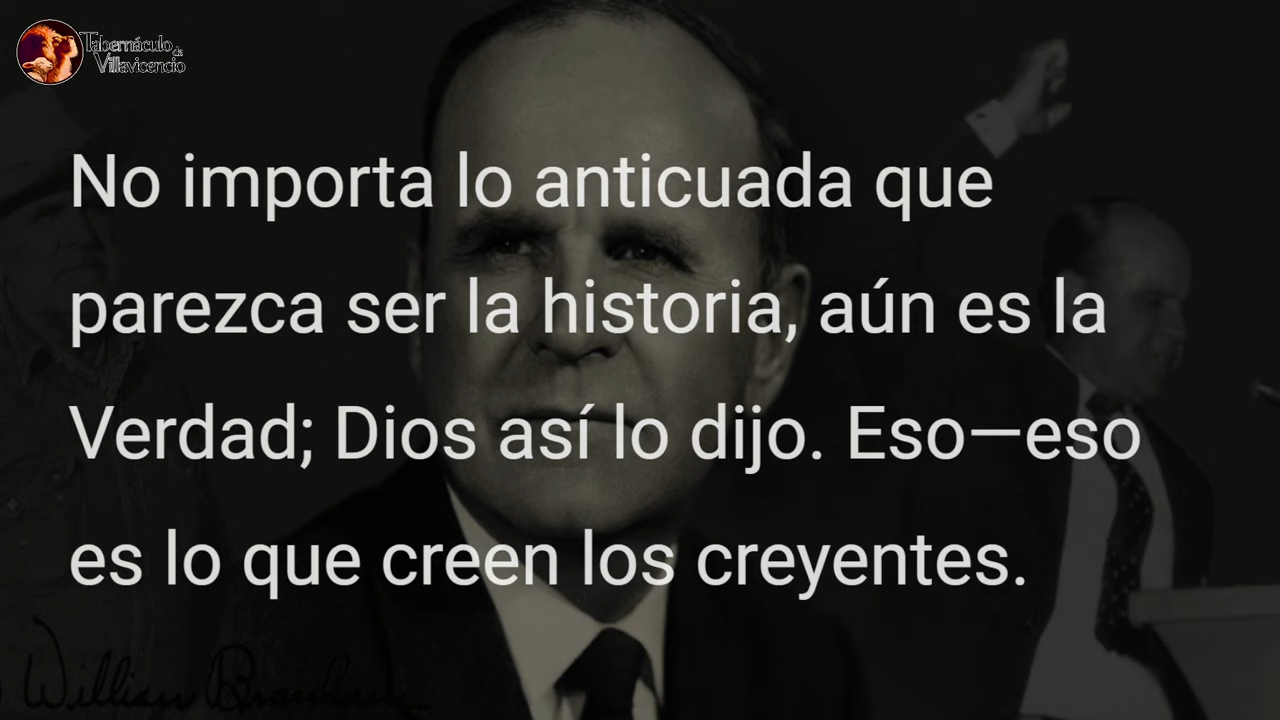 Tabernáculo de
Villavicencio
No importa lo anticuada que
parezca ser la historia, aún es la
Verdad; Dios así lo dijo. Eso—eso
es lo que creen los creyentes.
William Branham